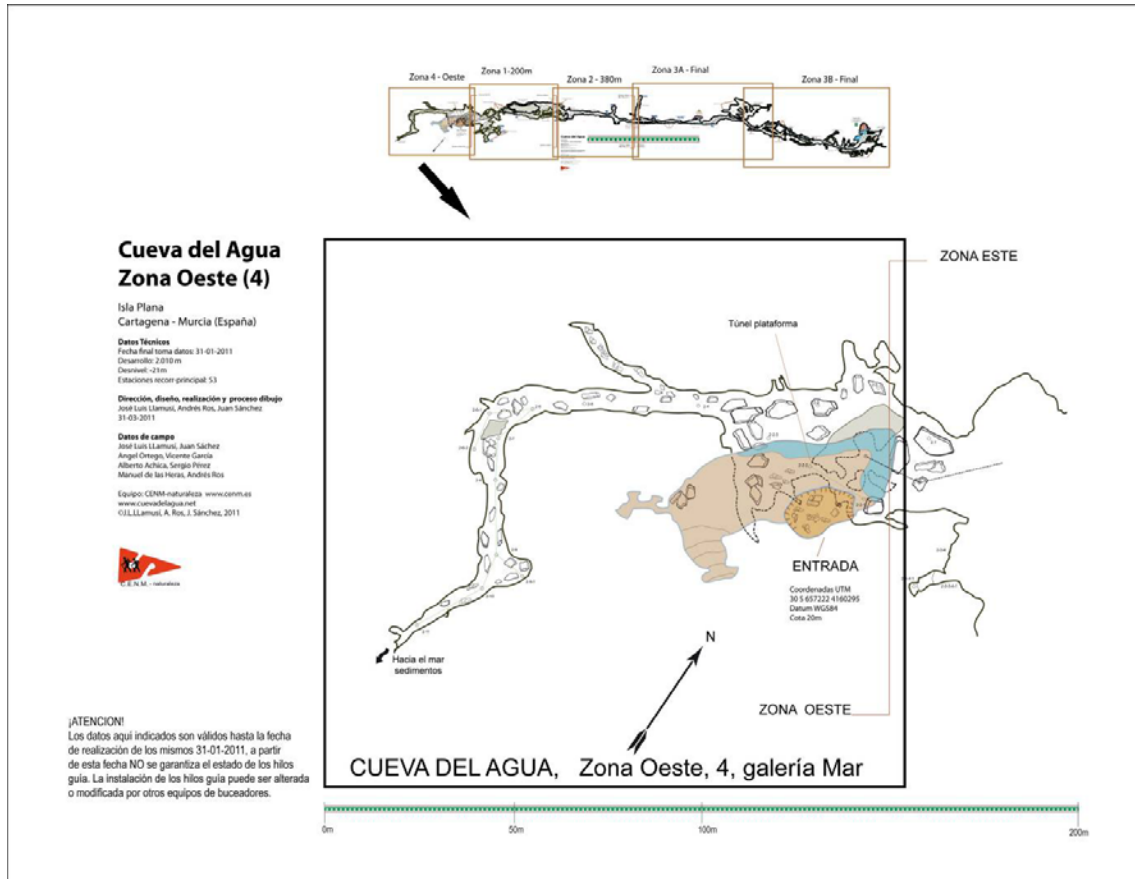 Zona 4 - Oeste
Zona 1-200m
Zona 2 - 380m
Zona 3A - Final
Zona 3B - Final
Cueva del Agua
Zona Oeste (4)
Isla Plana
Cartagena - Murcia (España)
Datos Técnicos
Fecha final toma datos: 31-01-2011
Desarrollo: 2.010 m
Desnivel: -21m
Estaciones recorr-principal: 53
Dirección, diseño, realización y proceso dibujo
José Luis Llamusí, Andrés Ros, Juan Sánchez
31-03-2011
Datos de campo
José Luis LLamusí, Juan Sáchez
Angel Ortego, Vicente García
Alberto Achica, Sergio Pérez
Manuel de las Heras, Andrés Ros
Equipo: CENM-naturaleza www.cenm.es
www.cuevadelagua.net
©J.L.LLamusí, A. Ros, J. Sánchez, 2011
C.E.N.M. - naturaleza
ZONA ESTE
Túnel plataforma
ENTRADA
Coordenadas UTM
30 S 657222 4160295
Datum WGS84
Cota 20m
Hacia el mar
sedimentos
N
ZONA OESTE
¡ATENCION!
Los datos aquí indicados son válidos hasta la fecha
de realización de los mismos 31-01-2011, a partir
de esta fecha NO se garantiza el estado de los hilos
guía. La instalación de los hilos guía puede ser alterada
o modificada por otros equipos de buceadores.
CUEVA DEL AGUA, Zona Oeste, 4, galería Mar
0m
50m
100m
200m